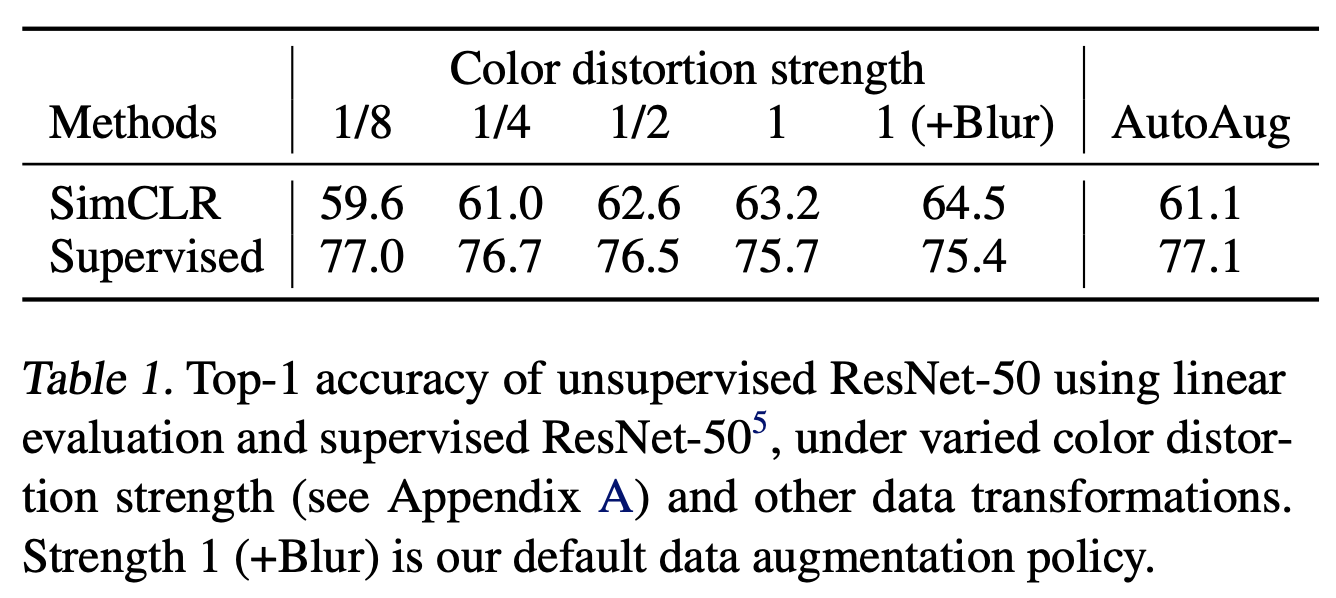 Color distortion strength
Methods 1/8 1/4 1/2 1 1 (+Blur) AutoAug
SimCLR 59.6 61.0 62.6 63.2 64.5 61.1
Supervised 77.0 76.7 76.5 75.7 75.4 77.1
Table 1. Top-1 accuracy of unsupervised ResNet-50 using linear
evaluation and supervised ResNet-50⁵, under varied color distor-
tion strength (see Appendix A) and other data transformations.
Strength 1 (+Blur) is our default data augmentation policy.